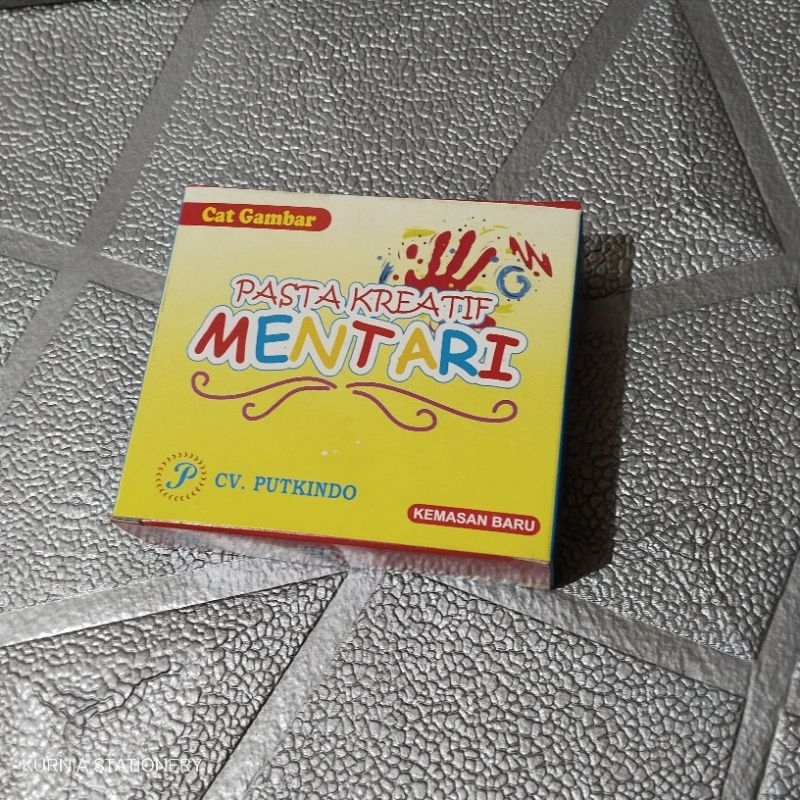 Cat Gambar
PASTA KREATIF
MENTARI
P
CV. PUTKINDO
KEMASAN BARU
KURNIA STATIONERY